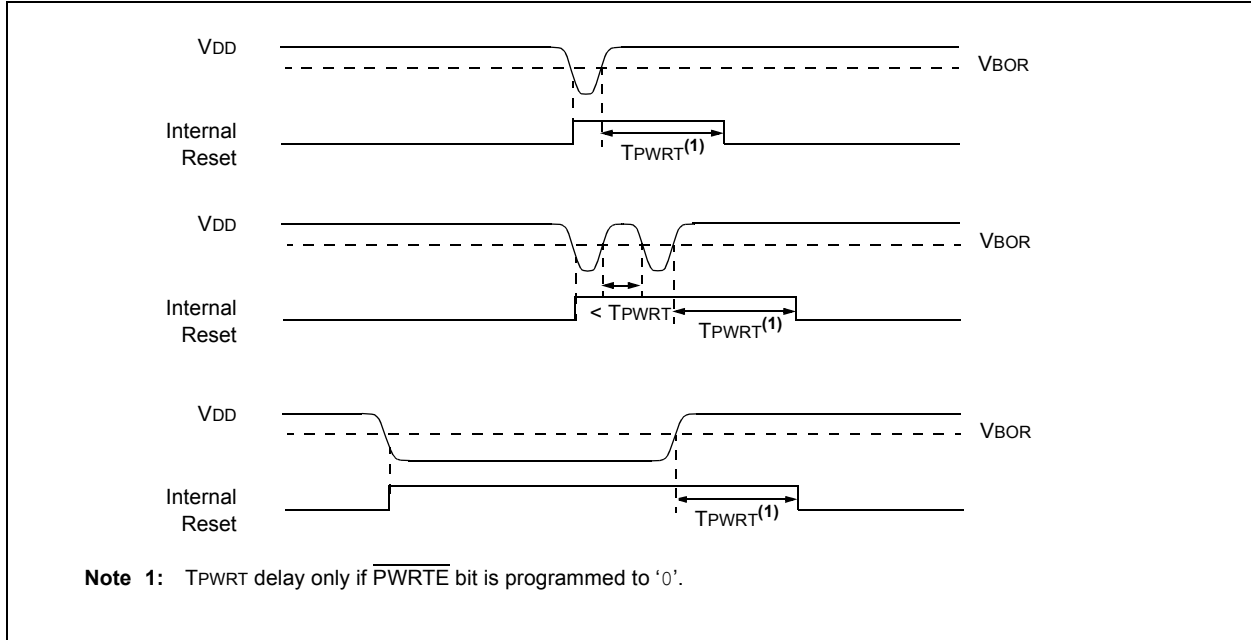 VDD
VBOR
Internal
Reset
TPWRT(1)
VDD
VBOR
Internal
Reset
< TPWRT
TPWRT(1)
VDD
VBOR
Internal
Reset
TPWRT(1)
Note 1: TPWRT delay only if PWRTE bit is programmed to ‘0’.